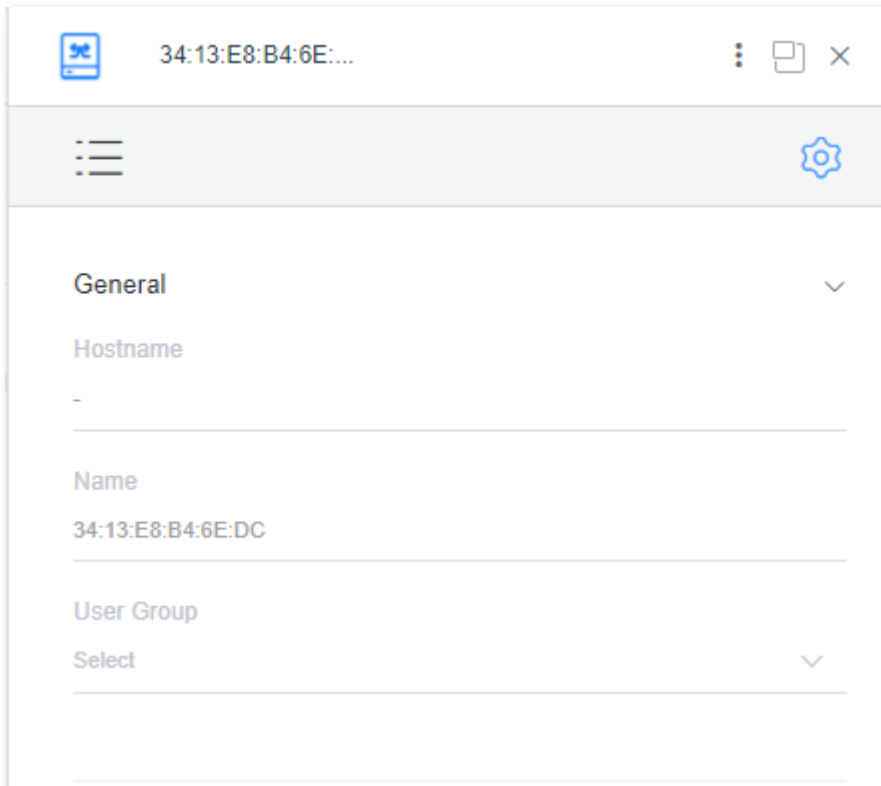 34:13:E8:B4:6E:...
General
Hostname
-
Name
34:13:E8:B4:6E:DC
User Group
Select